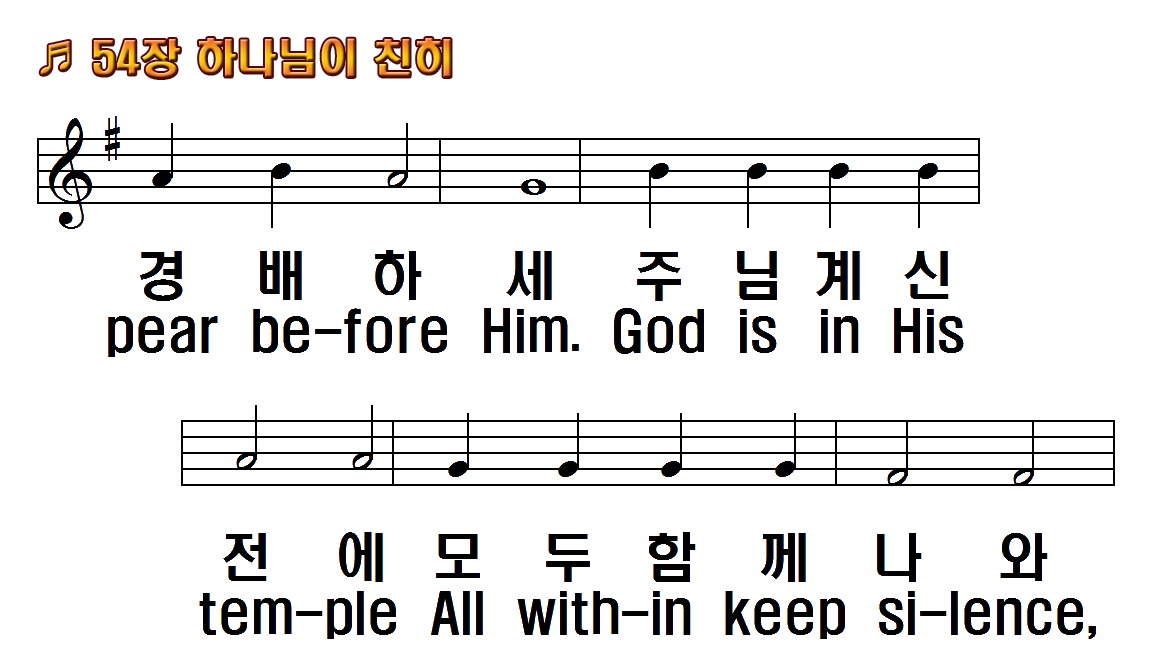 ♬ 54장 하나님이 친히
경 배 하 세 주 님 계 신
pear be-fore Him. God is in His
전 에 모 두 함 께 나 와
tem-ple All with-in keep si-lence,